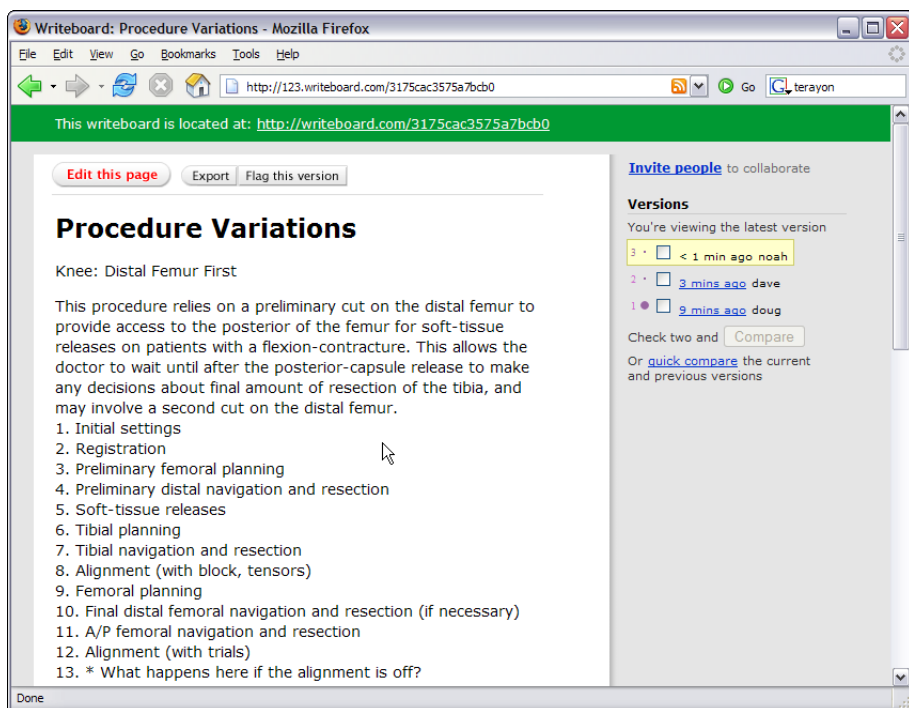 Writeboard: Procedure Variations - Mozilla Firefox
File Edit View Go Bookmarks Tools Help
http://123.writeboard.com/3175cac3575a7bcb0 Go G terayon
This writeboard is located at: http://writeboard.com/3175cac3575a7bcb0
Edit this page Export Flag this version
Procedure Variations
Knee: Distal Femur First
This procedure relies on a preliminary cut on the distal femur to
provide access to the posterior of the femur for soft-tissue
releases on patients with a flexion-contracture. This allows the
doctor to wait until after the posterior-capsule release to make
any decisions about final amount of resection of the tibia, and
may involve a second cut on the distal femur.
1. Initial settings
2. Registration
3. Preliminary femoral planning
4. Preliminary distal navigation and resection
5. Soft-tissue releases
6. Tibial planning
7. Tibial navigation and resection
8. Alignment (with block, tensors)
9. Femoral planning
10. Final distal femoral navigation and resection (if necessary)
11. A/P femoral navigation and resection
12. Alignment (with trials)
13. * What happens here if the alignment is off?
Invite people to collaborate
Versions
You're viewing the latest version
3 · < 1 min ago noah
2 · 3 mins ago dave
1 ● 9 mins ago doug
Check two and Compare
Or quick compare the current
and previous versions
Done